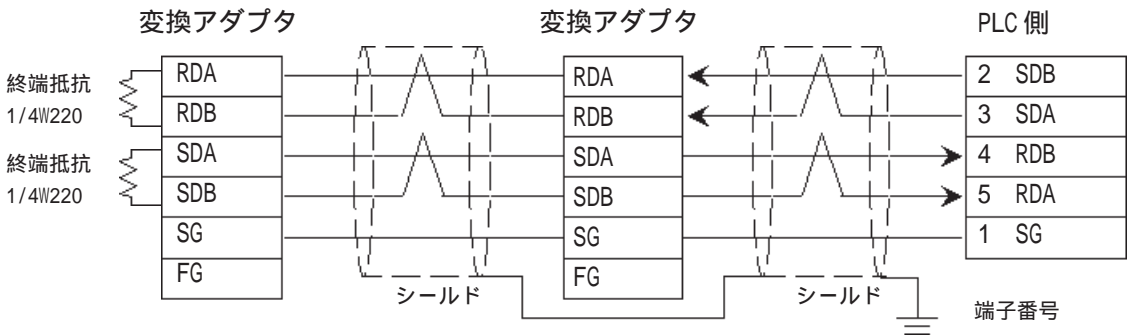 変換アダプタ
変換アダプタ
PLC 側
終端抵抗
1/4W220
終端抵抗
1/4W220
RDA
RDB
SDA
SDB
SG
FG
シールド
RDA
RDB
SDA
SDB
SG
FG
シールド
2 SDB
3 SDA
4 RDB
5 RDA
1 SG
端子番号